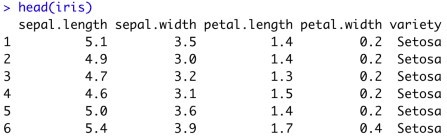 > head(iris)
  sepal.length sepal.width petal.length petal.width variety
1          5.1         3.5          1.4         0.2  Setosa
2          4.9         3.0          1.4         0.2  Setosa
3          4.7         3.2          1.3         0.2  Setosa
4          4.6         3.1          1.5         0.2  Setosa
5          5.0         3.6          1.4         0.2  Setosa
6          5.4         3.9          1.7         0.4  Setosa